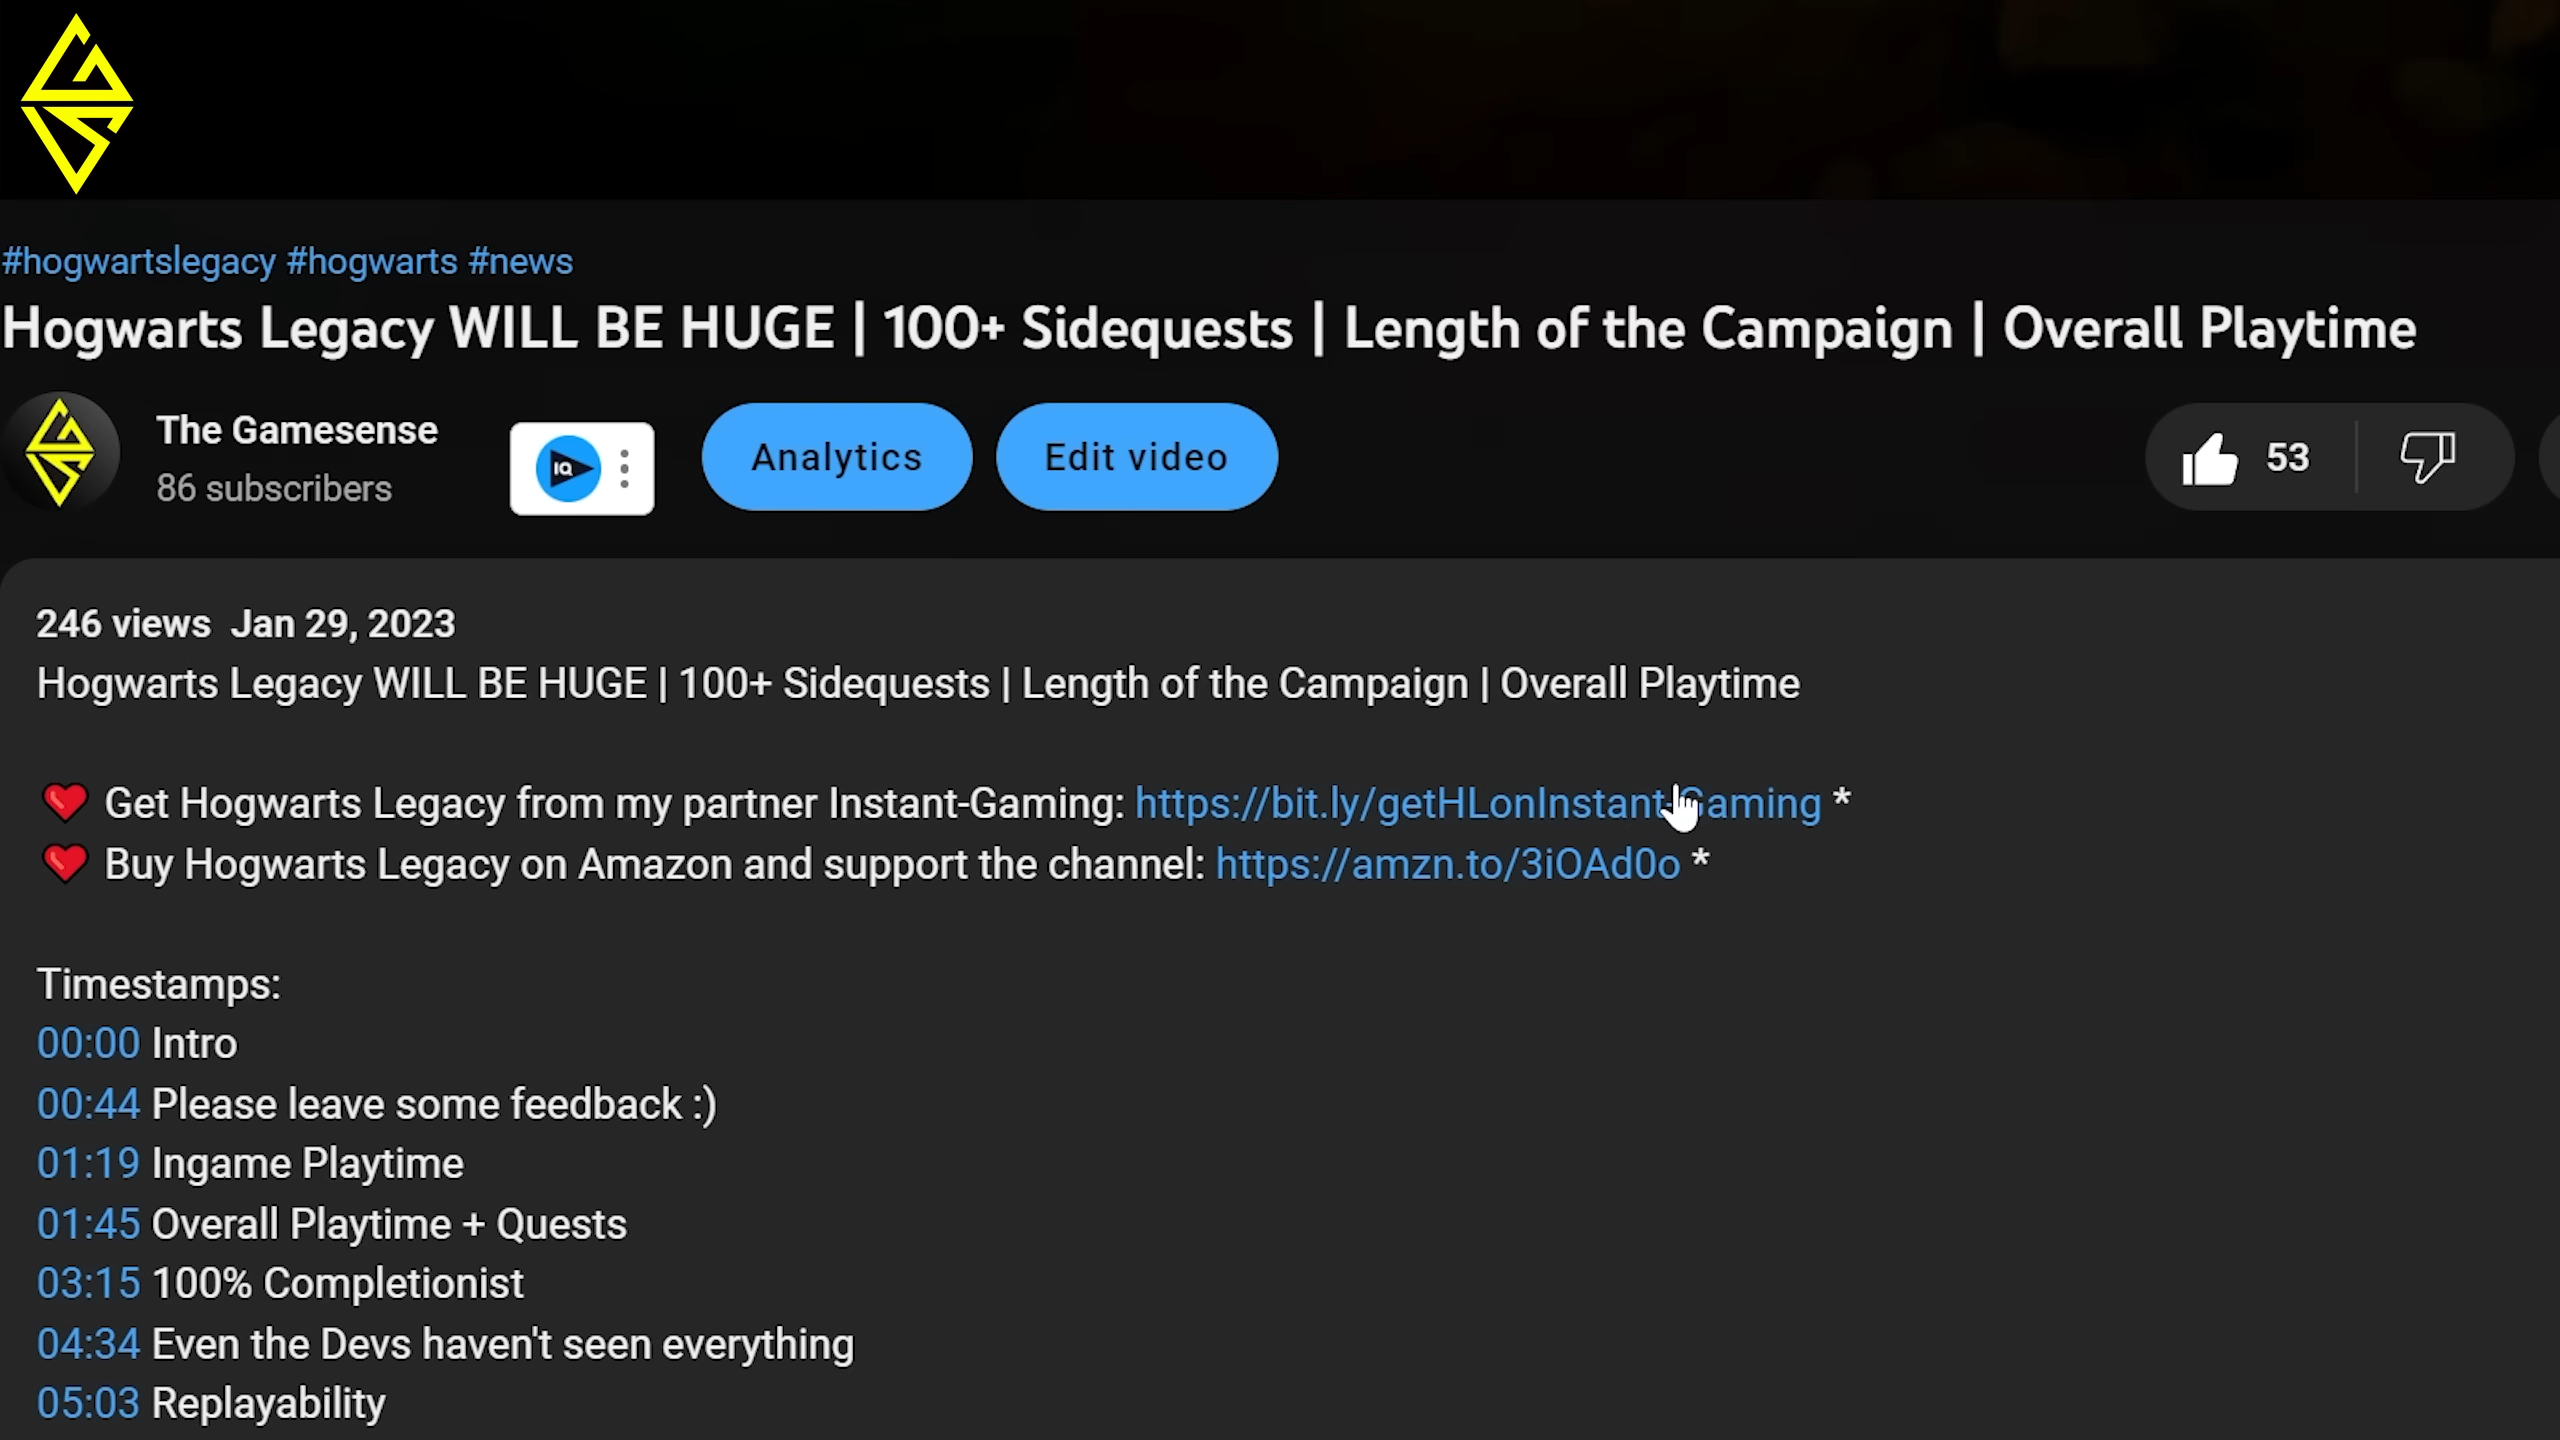 #hogwartslegacy #hogwarts #news
Hogwarts Legacy WILL BE HUGE | 100+ Sidequests | Length of the Campaign | Overall Playtime
The Gamesense
86 subscribers
IQ
Analytics
Edit video
53
246 views Jan 29, 2023
Hogwarts Legacy WILL BE HUGE | 100+ Sidequests | Length of the Campaign | Overall Playtime
Get Hogwarts Legacy from my partner Instant-Gaming: https://bit.ly/getHLonInstant-Gaming *
Buy Hogwarts Legacy on Amazon and support the channel: https://amzn.to/3iOAd0o *
Timestamps:
00:00 Intro
00:44 Please leave some feedback :)
01:19 Ingame Playtime
01:45 Overall Playtime + Quests
03:15 100% Completionist
04:34 Even the Devs haven't seen everything
05:03 Replayability